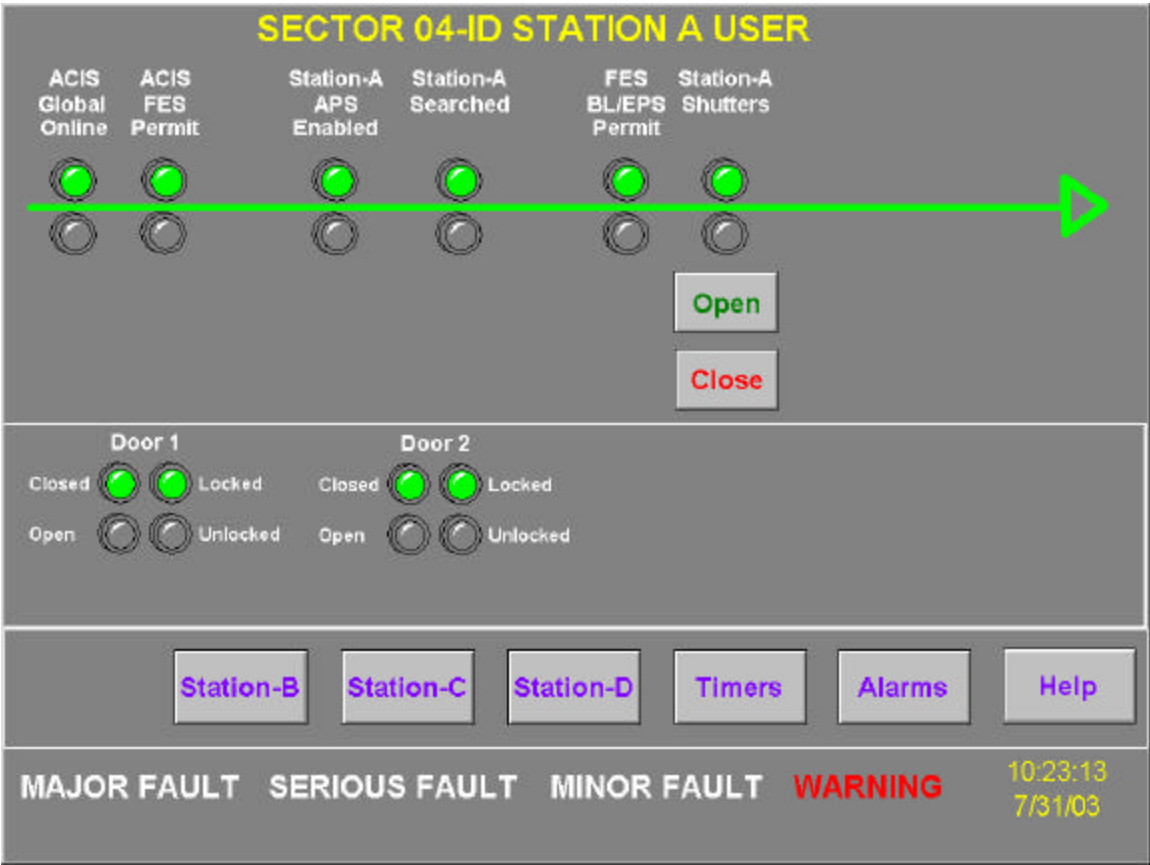 SECTOR 04-ID STATION A USER
ACIS Global Online
ACIS FES Permit
Station-A APS Enabled
Station-A Searched
FES BL/EPS Permit
Station-A Shutters
Open
Close
Door 1
Closed Locked
Open Unlocked
Door 2
Closed Locked
Open Unlocked
Station-B Station-C Station-D Timers Alarms Help
MAJOR FAULT SERIOUS FAULT MINOR FAULT WARNING
10:23:13
7/31/03